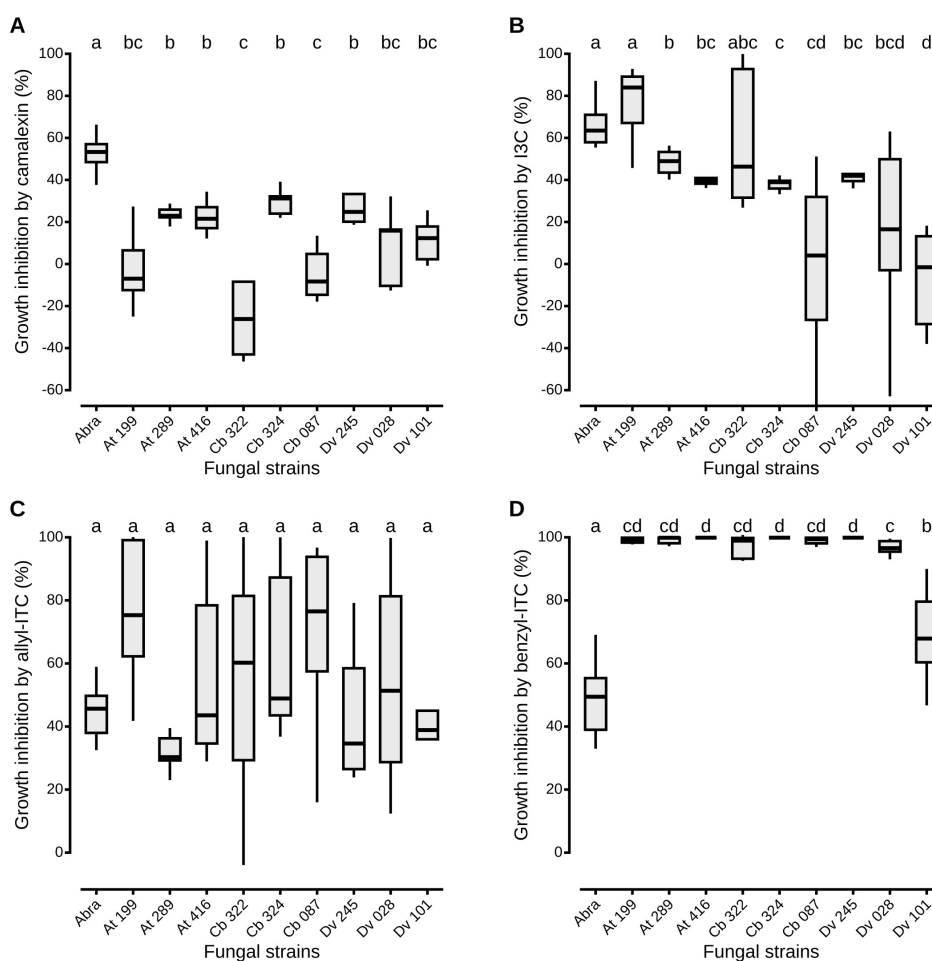 A
a bc b b c b c b bc bc
Growth inhibition by camalexin (%)
100
80
60
40
20
0
-20
-40
-60
Abra At 199 At 289 At 416 Cb 322 Cb 324 Cb 087 Dv 245 Dv 028 Dv 101
Fungal strains
B
a a b bc abc c cd bc bcd d
Growth inhibition by I3C (%)
100
80
60
40
20
0
-20
-40
-60
Abra At 199 At 289 At 416 Cb 322 Cb 324 Cb 087 Dv 245 Dv 028 Dv 101
Fungal strains
C
a a a a a a a a a a
Growth inhibition by allyl-ITC (%)
100
80
60
40
20
0
Abra At 199 At 289 At 416 Cb 322 Cb 324 Cb 087 Dv 245 Dv 028 Dv 101
Fungal strains
D
a cd cd d cd d cd d c b
Growth inhibition by benzyl-ITC (%)
100
80
60
40
20
0
Abra At 199 At 289 At 416 Cb 322 Cb 324 Cb 087 Dv 245 Dv 028 Dv 101
Fungal strains